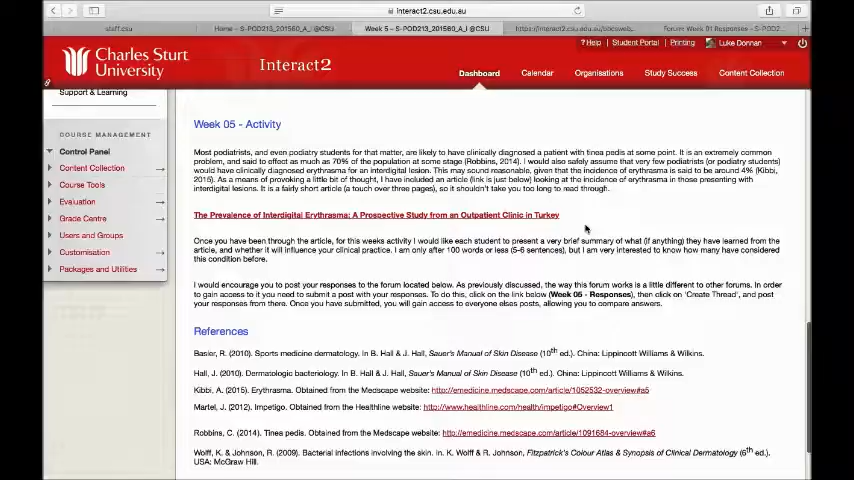 interact2.csu.edu.au
staff.csu
Home – S-POD213_201560_A_I @CSU
Week 5 – S-POD213_201560_A_I @CSU
https://interact2.csu.edu.au/bbcsweb...
Forum: Week 01 Responses – S-POD2...
Charles Sturt
University
Interact2
?Help
Student Portal
Printing
Luke Donnan
Dashboard
Calendar
Organisations
Study Success
Content Collection
Support & Learning
COURSE MANAGEMENT
Control Panel
Content Collection
Course Tools
Evaluation
Grade Centre
Users and Groups
Customisation
Packages and Utilities
Week 05 - Activity
Most podiatrists, and even podiatry students for that matter, are likely to have clinically diagnosed a patient with tinea pedis at some point. It is an extremely common
problem, and said to effect as much as 70% of the population at some stage (Robbins, 2014). I would also safely assume that very few podiatrists (or podiatry students)
would have clinically diagnosed erythrasma for an interdigital lesion. This may sound reasonable, given that the incidence of erythrasma is said to be around 4% (Kibbi,
2015). As a means of provoking a little bit of thought, I have included an article (link is just below) looking at the incidence of erythrasma in those presenting with
interdigital lesions. It is a fairly short article (a touch over three pages), so it shouldn't take you too long to read through.
The Prevalence of Interdigital Erythrasma: A Prospective Study from an Outpatient Clinic in Turkey
Once you have been through the article, for this weeks activity I would like each student to present a very brief summary of what (if anything) they have learned from the
article, and whether it will influence your clinical practice. I am only after 100 words or less (5-6 sentences), but I am very interested to know how many have considered
this condition before.
I would encourage you to post your responses to the forum located below. As previously discussed, the way this forum works is a little different to other forums. In order
to gain access to it you need to submit a post with your responses. To do this, click on the link below (Week 05 - Responses), then click on 'Create Thread', and post
your responses from there. Once you have submitted, you will gain access to everyone elses posts, allowing you to compare answers.
References
Basler, R. (2010). Sports medicine dermatology. In B. Hall & J. Hall, Sauer's Manual of Skin Disease (10th ed.). China: Lippincott Williams & Wilkins.
Hall, J. (2010). Dermatologic bacteriology. In B. Hall & J. Hall, Sauer's Manual of Skin Disease (10th ed.). China: Lippincott Williams & Wilkins.
Kibbi, A. (2015). Erythrasma. Obtained from the Medscape website: http://emedicine.medscape.com/article/1052532-overview#a5
Martel, J. (2012). Impetigo. Obtained from the Healthline website: http://www.healthline.com/health/impetigo#Overview1
Robbins, C. (2014). Tinea pedis. Obtained from the Medscape website: http://emedicine.medscape.com/article/1091684-overview#a6
Wolff, K. & Johnson, R. (2009). Bacterial infections involving the skin. In. K. Wolff & R. Johnson, Fitzpatrick's Colour Atlas & Synopsis of Clinical Dermatology (6th ed.).
USA: McGraw Hill.